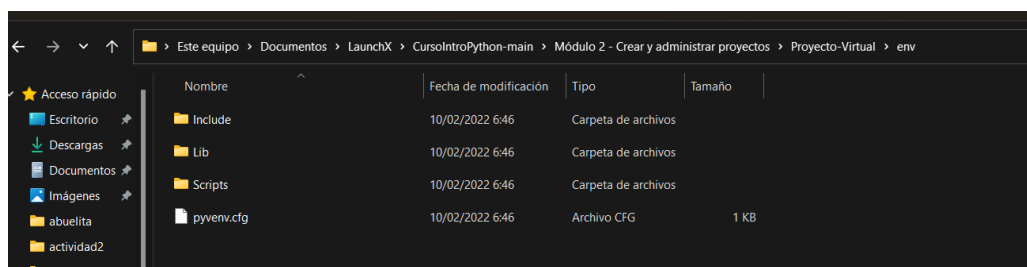 Este equipo > Documentos > LaunchX > CursoIntroPython-main > Módulo 2 - Crear y administrar proyectos > Proyecto-Virtual > env
Acceso rápido
Escritorio
Descargas
Documentos
Imágenes
abuelita
actividad2
Nombre Fecha de modificación Tipo Tamaño
Include 10/02/2022 6:46 Carpeta de archivos
Lib 10/02/2022 6:46 Carpeta de archivos
Scripts 10/02/2022 6:46 Carpeta de archivos
pyvenv.cfg 10/02/2022 6:46 Archivo CFG 1 KB